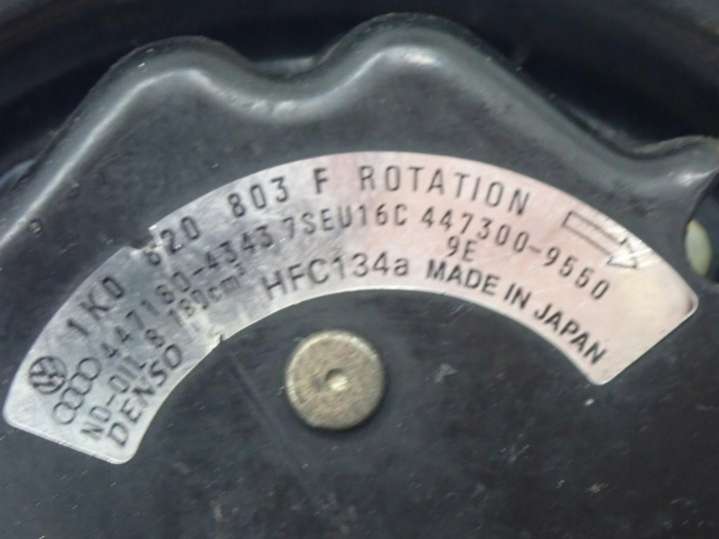 1K0 820 803 F ROTATION
447180-4343 7SEU16C 447300-9550
9E
ND-OIL 8 180cm³ HFC134a MADE IN JAPAN
DENSO